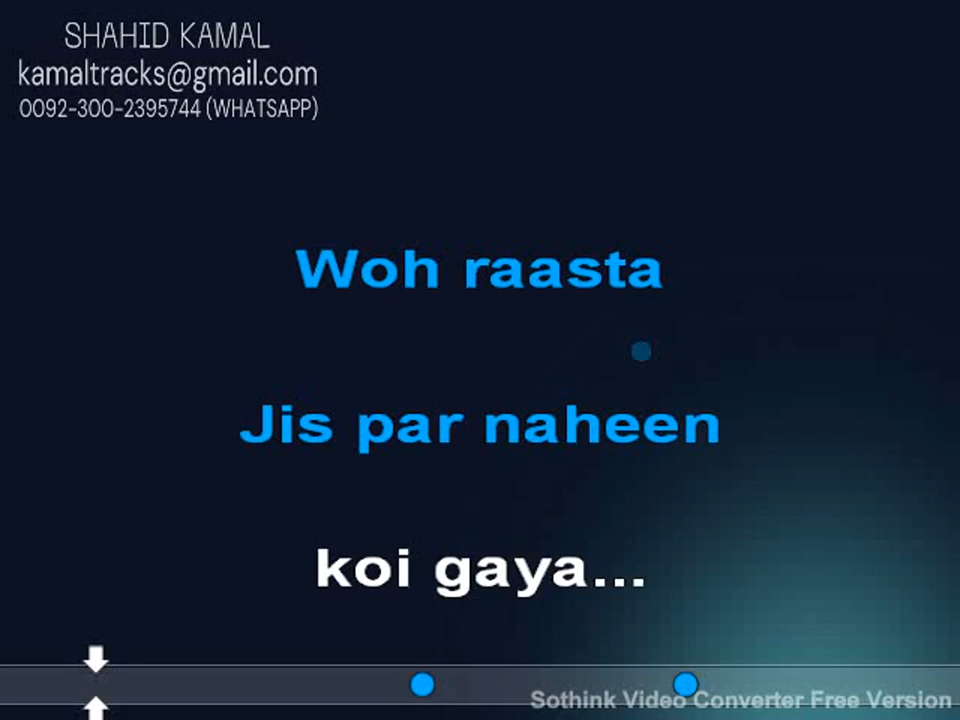 SHAHID KAMAL
kamaltracks@gmail.com
0092-300-2395744 (WHATSAPP)
Woh raasta
Jis par naheen
koi gaya...
Sothink Video Converter Free Version